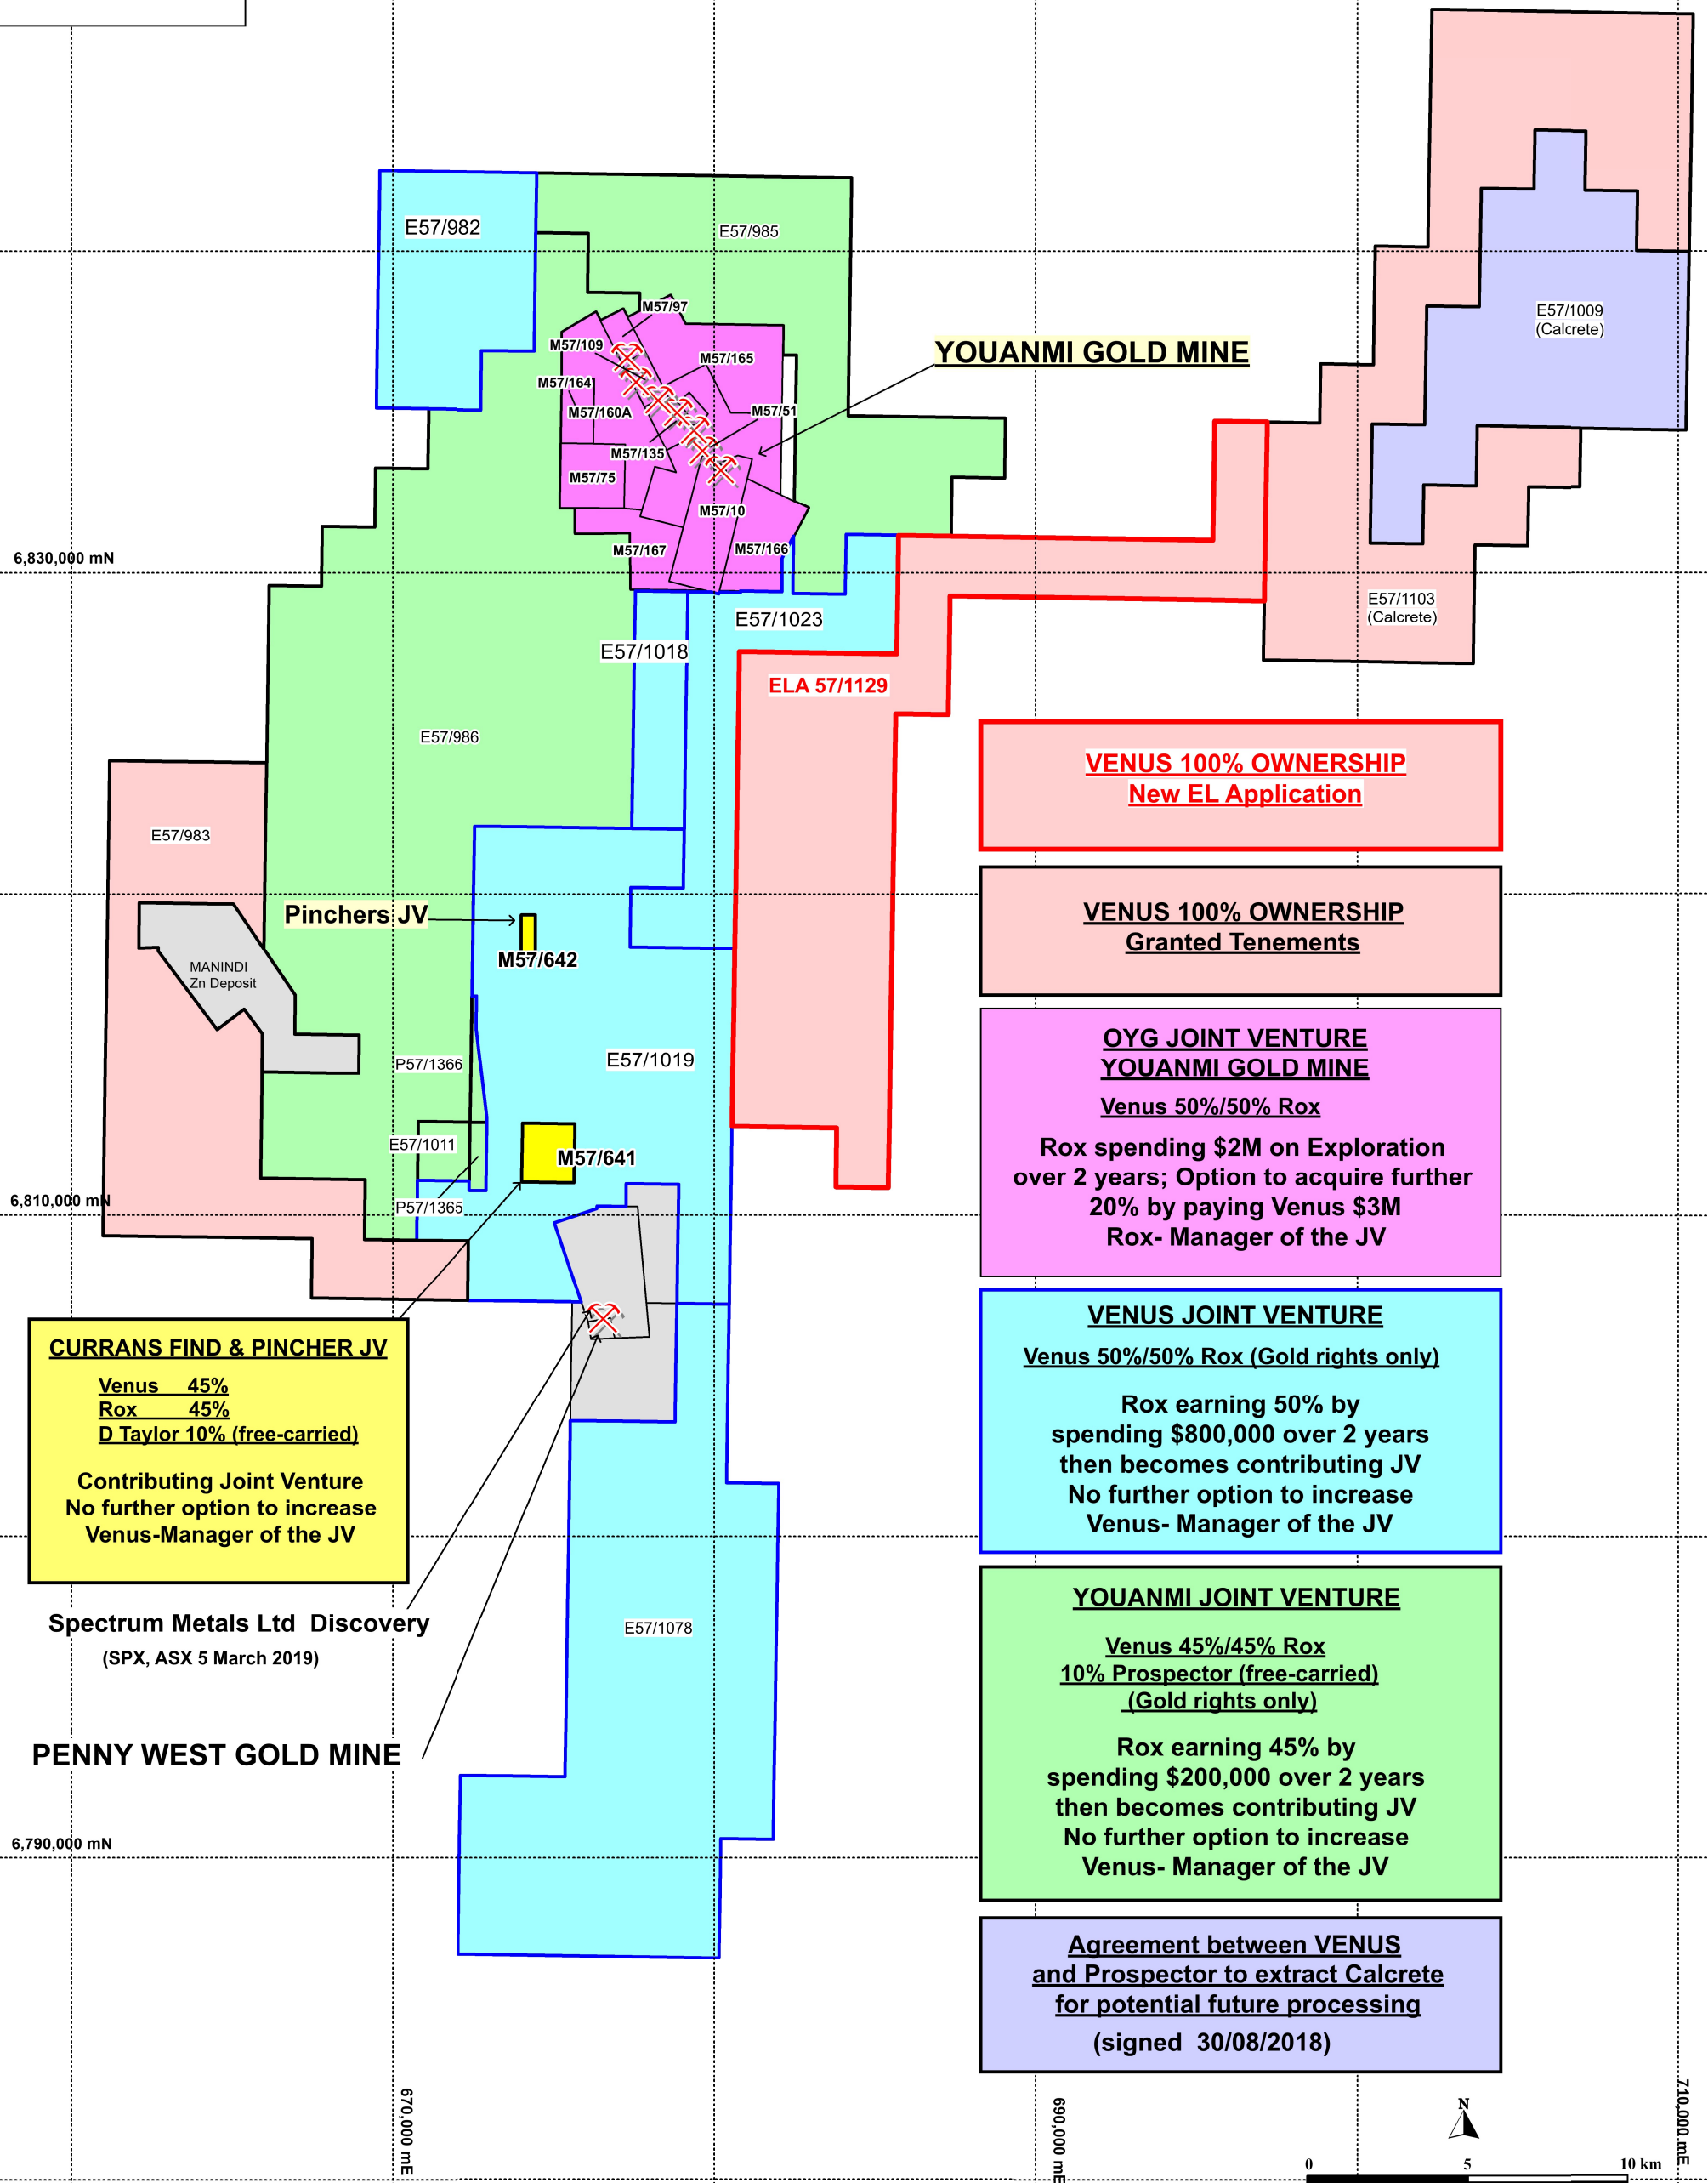 E57/982
E57/985
M57/97
M57/109
M57/165
YOUANMI GOLD MINE
E57/1009
(Calcrete)
M57/164
M57/160A
M57/51
M57/135
M57/75
M57/10
M57/167
M57/166
6,830,000 mN
E57/1023
E57/1103
(Calcrete)
E57/1018
ELA 57/1129
E57/986
E57/983
Pinchers JV
M57/642
MANINDI
Zn Deposit
P57/1366
E57/1019
E57/1011
M57/641
6,810,000 mN
P57/1365
VENUS 100% OWNERSHIP
New EL Application
VENUS 100% OWNERSHIP
Granted Tenements
OYG JOINT VENTURE
YOUANMI GOLD MINE
Venus 50%/50% Rox
Rox spending $2M on Exploration
over 2 years; Option to acquire further
20% by paying Venus $3M
Rox- Manager of the JV
VENUS JOINT VENTURE
Venus 50%/50% Rox (Gold rights only)
Rox earning 50% by
spending $800,000 over 2 years
then becomes contributing JV
No further option to increase
Venus- Manager of the JV
CURRANS FIND & PINCHER JV
Venus 45%
Rox 45%
D Taylor 10% (free-carried)
Contributing Joint Venture
No further option to increase
Venus-Manager of the JV
Spectrum Metals Ltd Discovery
(SPX, ASX 5 March 2019)
E57/1078
PENNY WEST GOLD MINE
6,790,000 mN
YOUANMI JOINT VENTURE
Venus 45%/45% Rox
10% Prospector (free-carried)
(Gold rights only)
Rox earning 45% by
spending $200,000 over 2 years
then becomes contributing JV
No further option to increase
Venus- Manager of the JV
Agreement between VENUS
and Prospector to extract Calcrete
for potential future processing
(signed 30/08/2018)
670,000 mE
690,000 mE
710,000 mE
N
0 5 10 km